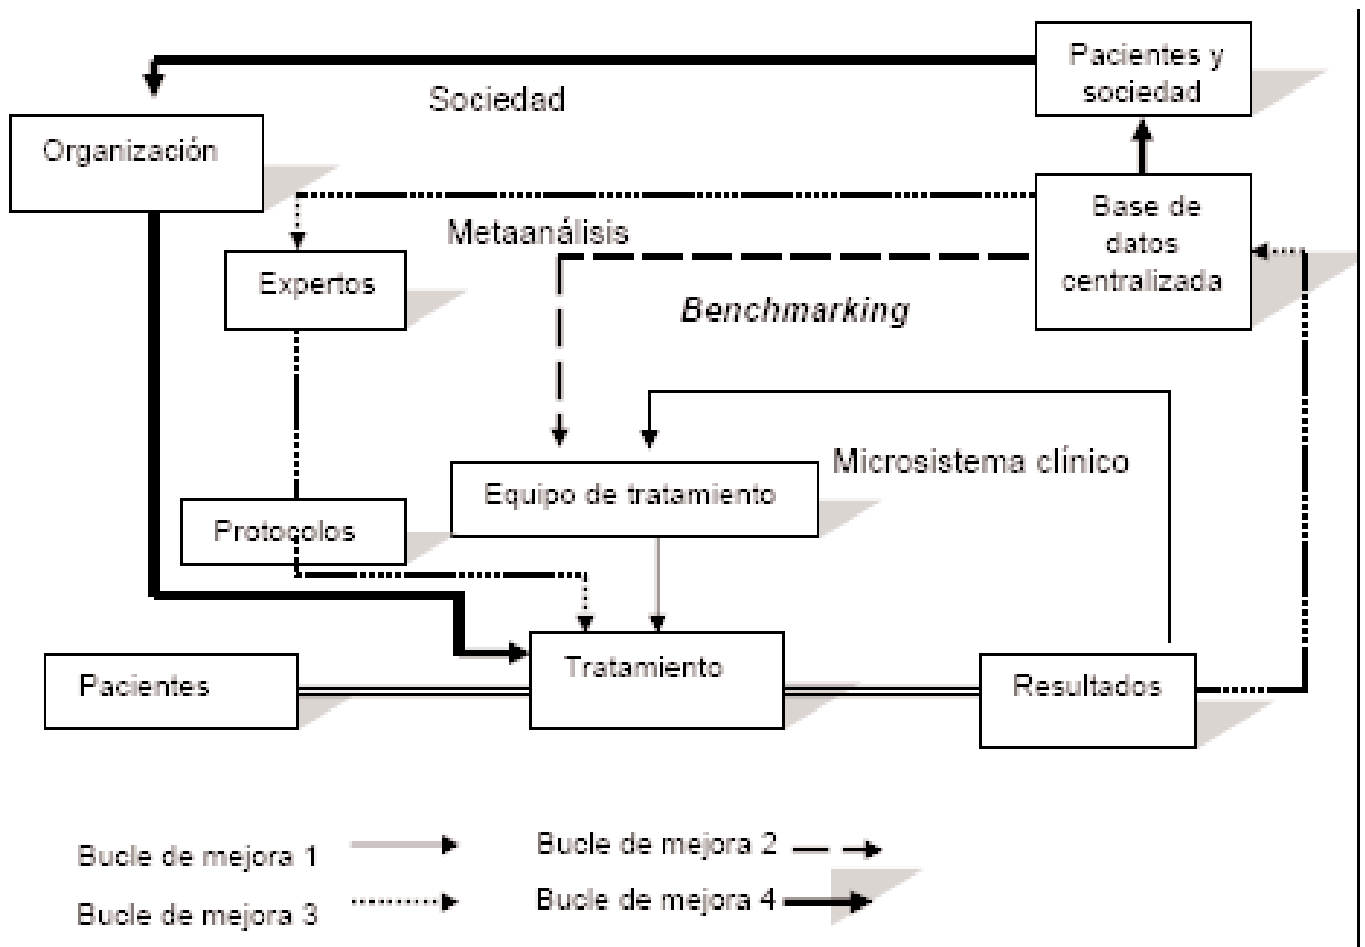 Pacientes y
sociedad
Sociedad
Organización
Base de
datos
centralizada
Metaanálisis
Expertos
Benchmarking
Microsistema clínico
Equipo de tratamiento
Protocolos
Tratamiento
Pacientes
Resultados
Bucle de mejora 1
Bucle de mejora 2
Bucle de mejora 3
Bucle de mejora 4